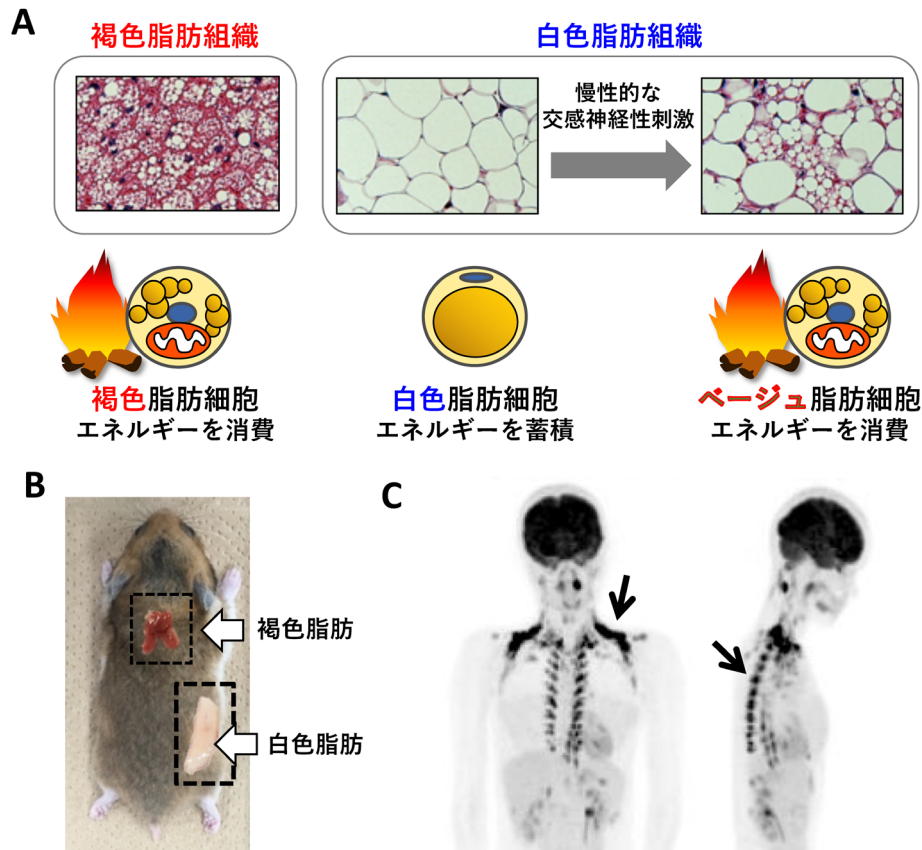 A
褐色脂肪組織
白色脂肪組織
慢性的な
交感神経性刺激
褐色脂肪細胞
エネルギーを消費
白色脂肪細胞
エネルギーを蓄積
ベージュ脂肪細胞
エネルギーを消費
B
褐色脂肪
白色脂肪
C